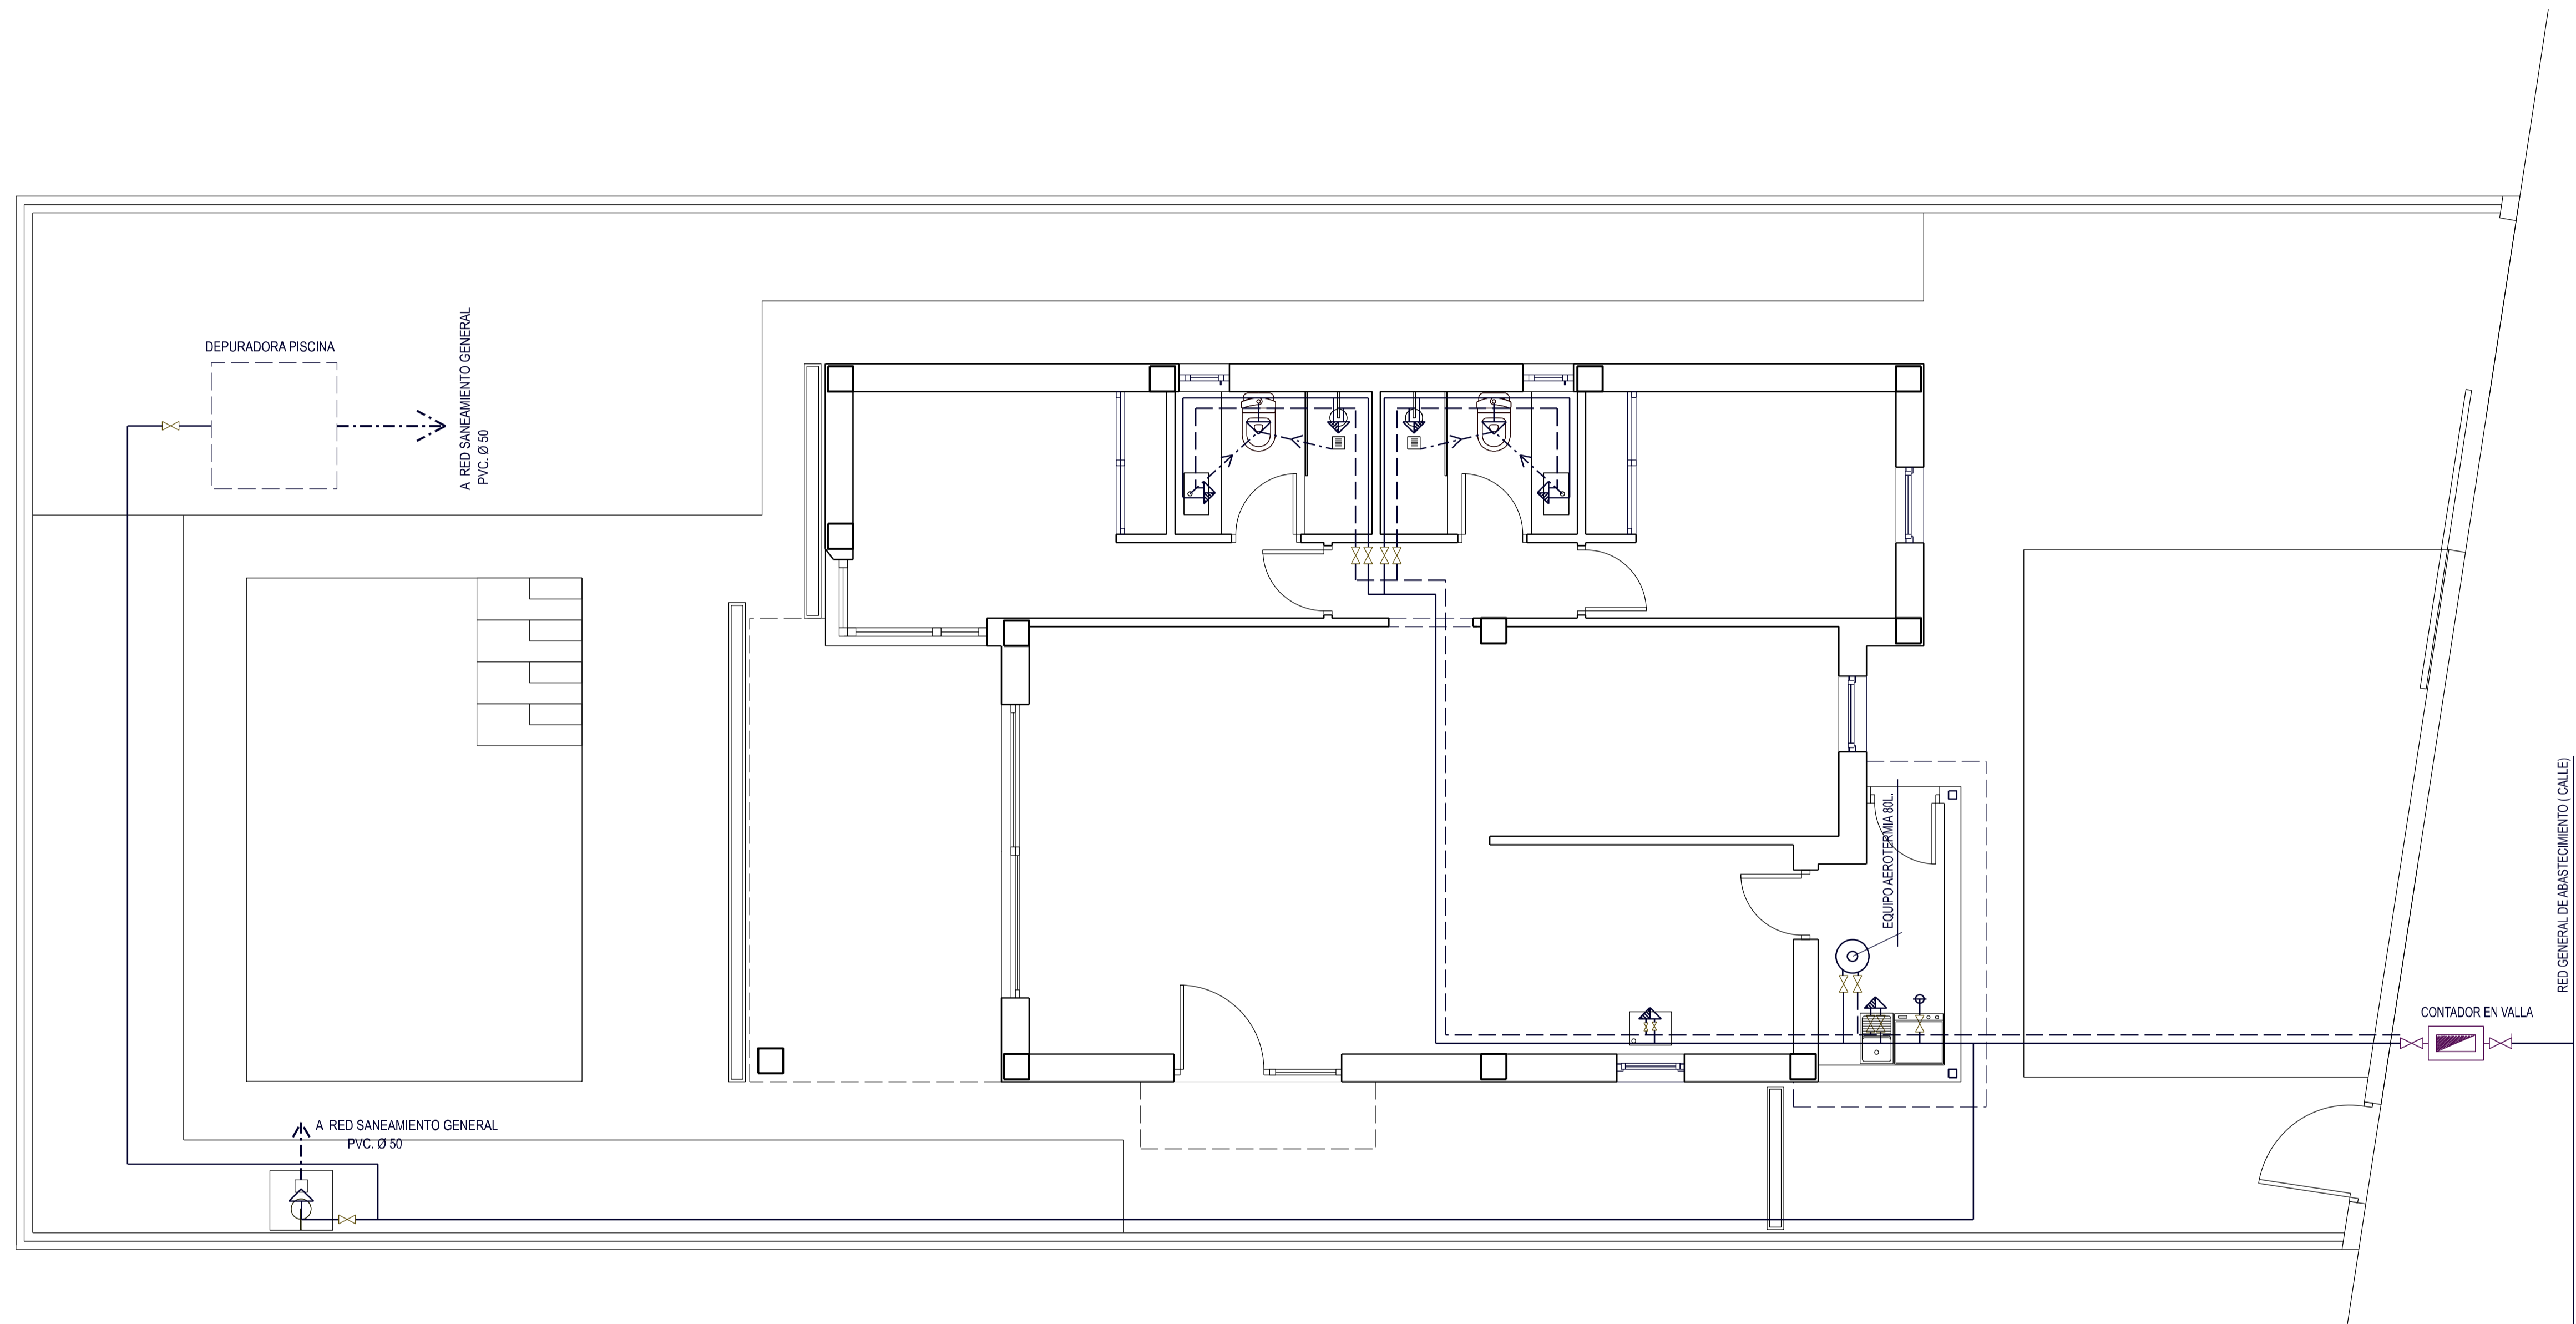 DEPURADORA PISCINA
A RED SANEAMIENTO GENERAL
PVC. Ø 50
EQUIPO AEROTERMIA 80L.
RED GENERAL DE ABASTECIMIENTO ( CALLE)
CONTADOR EN VALLA
A RED SANEAMIENTO GENERAL
PVC. Ø 50